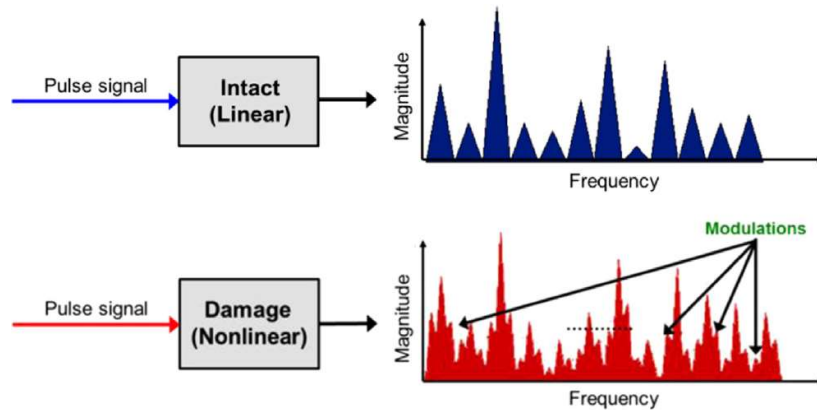 Pulse signal
Intact
(Linear)
Magnitude
Frequency
Modulations
Pulse signal
Damage
(Nonlinear)
Magnitude
Frequency